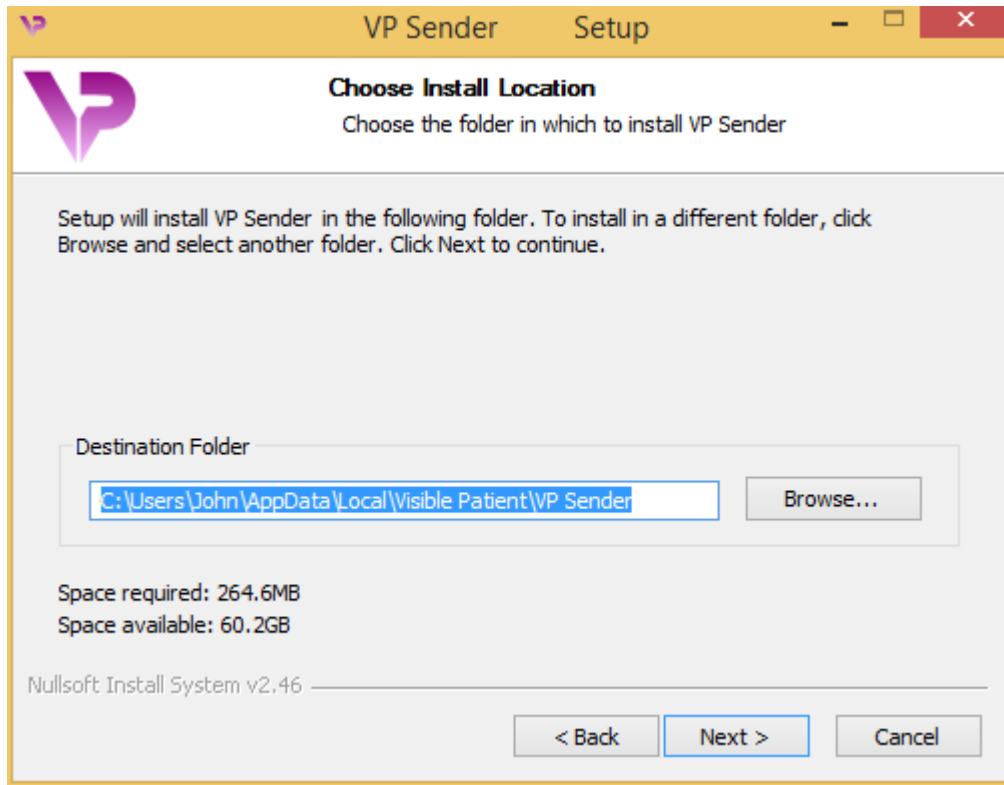 VP Sender Setup
Choose Install Location
Choose the folder in which to install VP Sender
Setup will install VP Sender in the following folder. To install in a different folder, click
Browse and select another folder. Click Next to continue.
Destination Folder
C:\Users\John\AppData\Local\Visible Patient\VP Sender
Browse...
Space required: 264.6MB
Space available: 60.2GB
Nullsoft Install System v2.46
< Back Next > Cancel